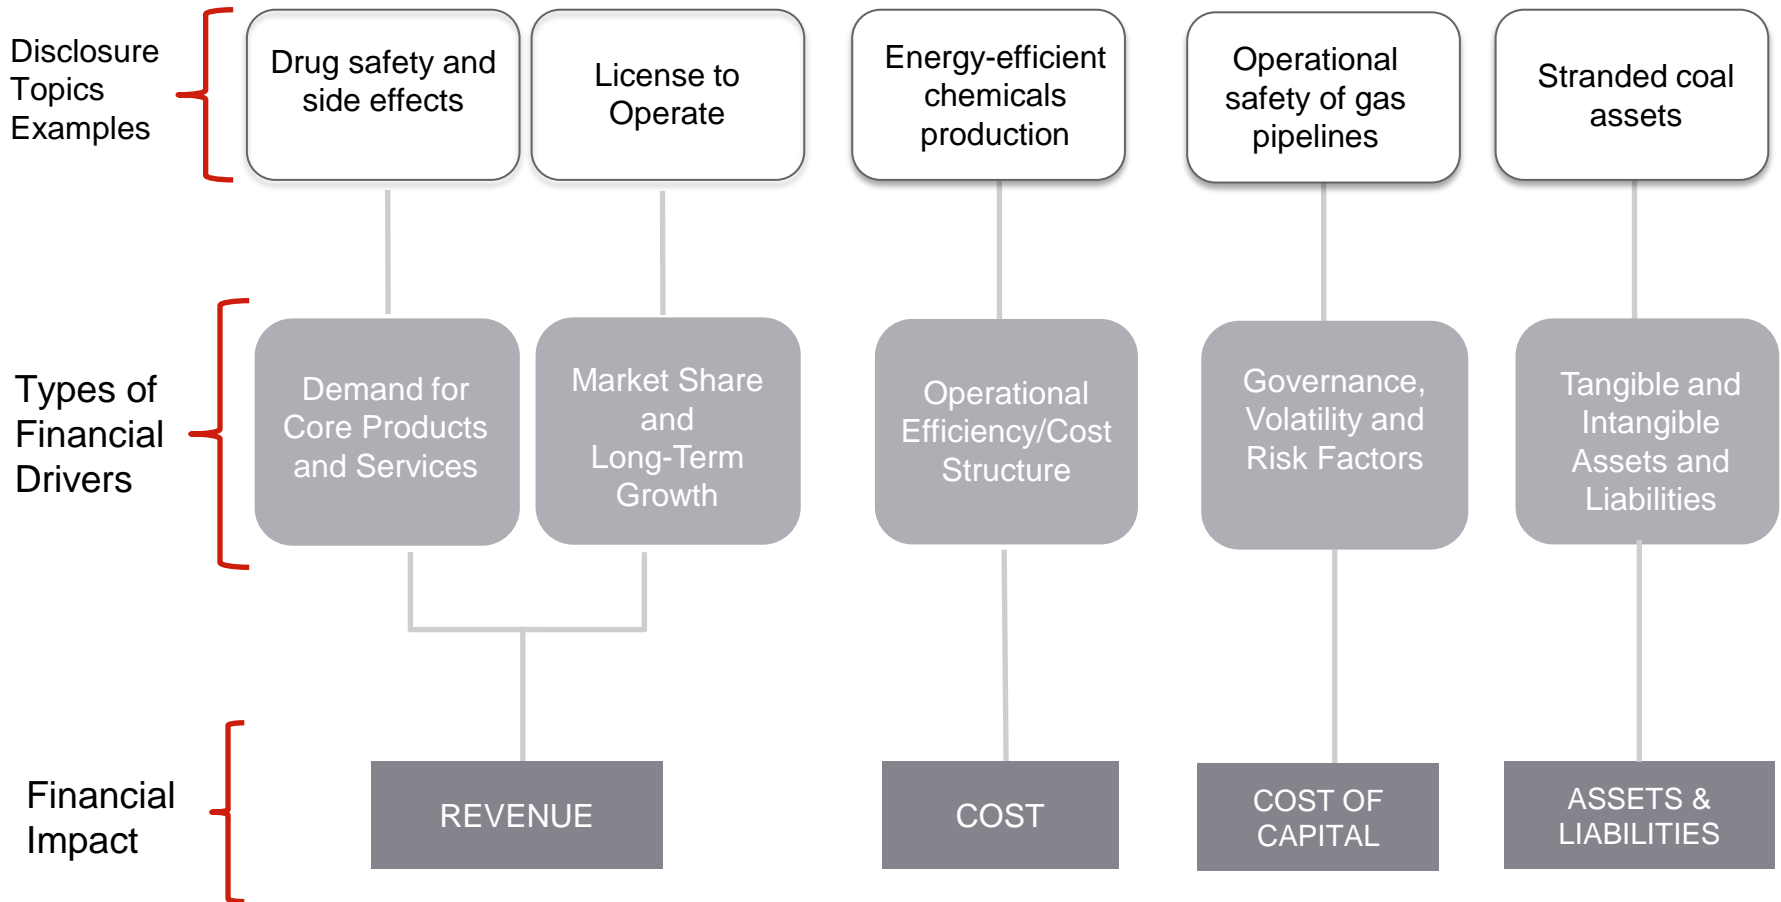 Disclosure
Topics
Examples
Drug safety and
side effects
License to
Operate
Energy-efficient
chemicals
production
Operational
safety of gas
pipelines
Stranded coal
assets
Types of
Financial
Drivers
Demand for
Core Products
and Services
Market Share
and
Long-Term
Growth
Operational
Efficiency/Cost
Structure
Governance,
Volatility and
Risk Factors
Tangible and
Intangible
Assets and
Liabilities
Financial
Impact
REVENUE
COST
COST OF
CAPITAL
ASSETS &
LIABILITIES